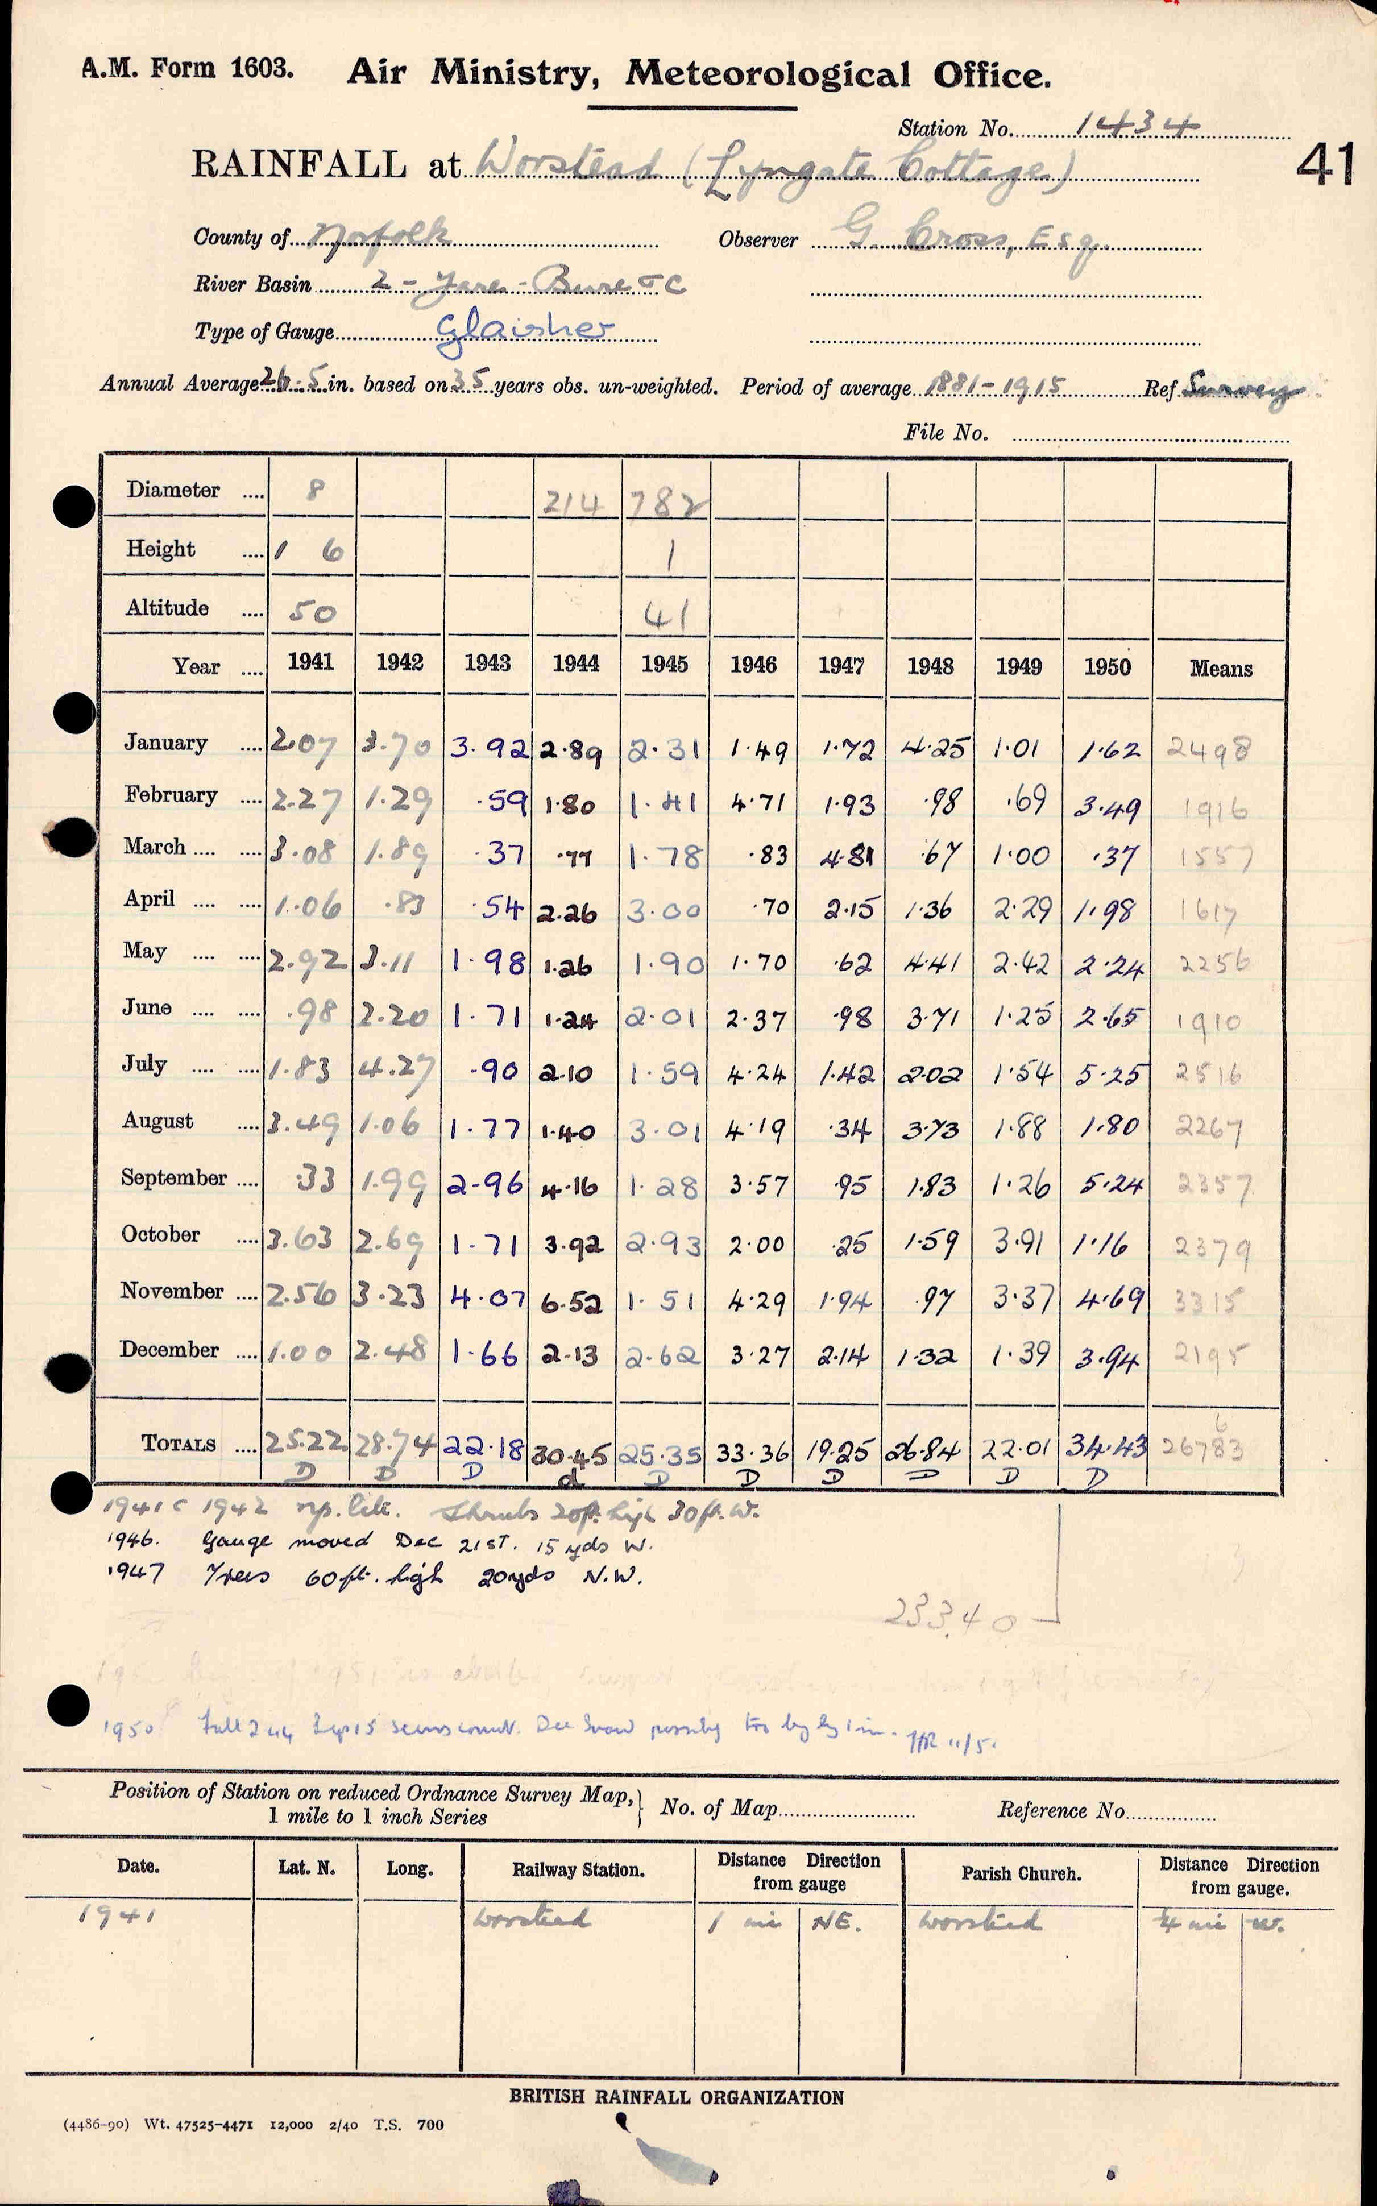 A.M. Form 1603. Air Ministry, Meteorological Office.
Station No. 1434
41
RAINFALL at Worstead (Lyngate Cottage)
County of Norfolk Observer G. Cross, Esq.
River Basin 2 - Yare - Bure &c
Type of Gauge Glaisher
Annual Average 26.5 in. based on 35 years obs. un-weighted. Period of average 1881-1915 Ref Survey
File No.
Diameter .... 8 214 782
Height .... 1 6 1
Altitude .... 50 41
Year .... 1941 1942 1943 1944 1945 1946 1947 1948 1949 1950 Means
January .... 2.07 3.70 3.92 2.89 2.31 1.49 1.72 4.25 1.01 1.62 2498
February .... 2.27 1.29 .59 1.80 1.41 4.71 1.93 .98 .69 3.49 1916
March .... .... 3.08 1.89 .37 .77 1.78 .83 4.81 .67 1.00 .37 1557
April .... .... 1.06 .83 .54 2.26 3.00 .70 2.15 1.36 2.29 1.98 1617
May .... .... 2.92 3.11 1.98 1.26 1.90 1.70 .62 4.41 2.42 2.24 2256
June .... .... .98 2.20 1.71 1.24 2.01 2.37 .98 3.71 1.25 2.65 1910
July .... .... 1.83 4.27 .90 2.10 1.59 4.24 1.42 2.02 1.54 5.25 2516
August .... 3.49 1.06 1.77 1.40 3.01 4.19 .34 3.73 1.88 1.80 2267
September .... .33 1.99 2.96 4.16 1.28 3.57 .95 1.83 1.26 5.24 2357
October .... 3.63 2.69 1.71 3.92 2.93 2.00 .25 1.59 3.91 1.16 2379
November .... 2.56 3.23 4.07 6.52 1.51 4.29 1.94 .97 3.37 4.69 3315
December .... 1.00 2.48 1.66 2.13 2.62 3.27 2.14 1.32 1.39 3.94 2195
6
TOTALS .... 25.22 28.74 22.18 30.45 25.35 33.36 19.25 26.84 22.01 34.43 26783
D D D d D D D D D D
1941 & 1942 Shrubs 20ft. high 30ft. W.
1946. Gauge moved Dec 21ST. 15 yds W.
1947 Trees 60ft. high 20yds N.W.
233.40
1950 Fall Dec Snow possibly too by 1 in. 11/51
Position of Station on reduced Ordnance Survey Map, } No. of Map Reference No.
1 mile to 1 inch Series
Date. Lat. N. Long. Railway Station. Distance Direction from gauge Parish Church. Distance Direction from gauge.
1941 Worstead 1 mi NE. Worstead ¼ mi W.
BRITISH RAINFALL ORGANIZATION
(4486-90) Wt. 47525-4471 12,000 2/40 T.S. 700